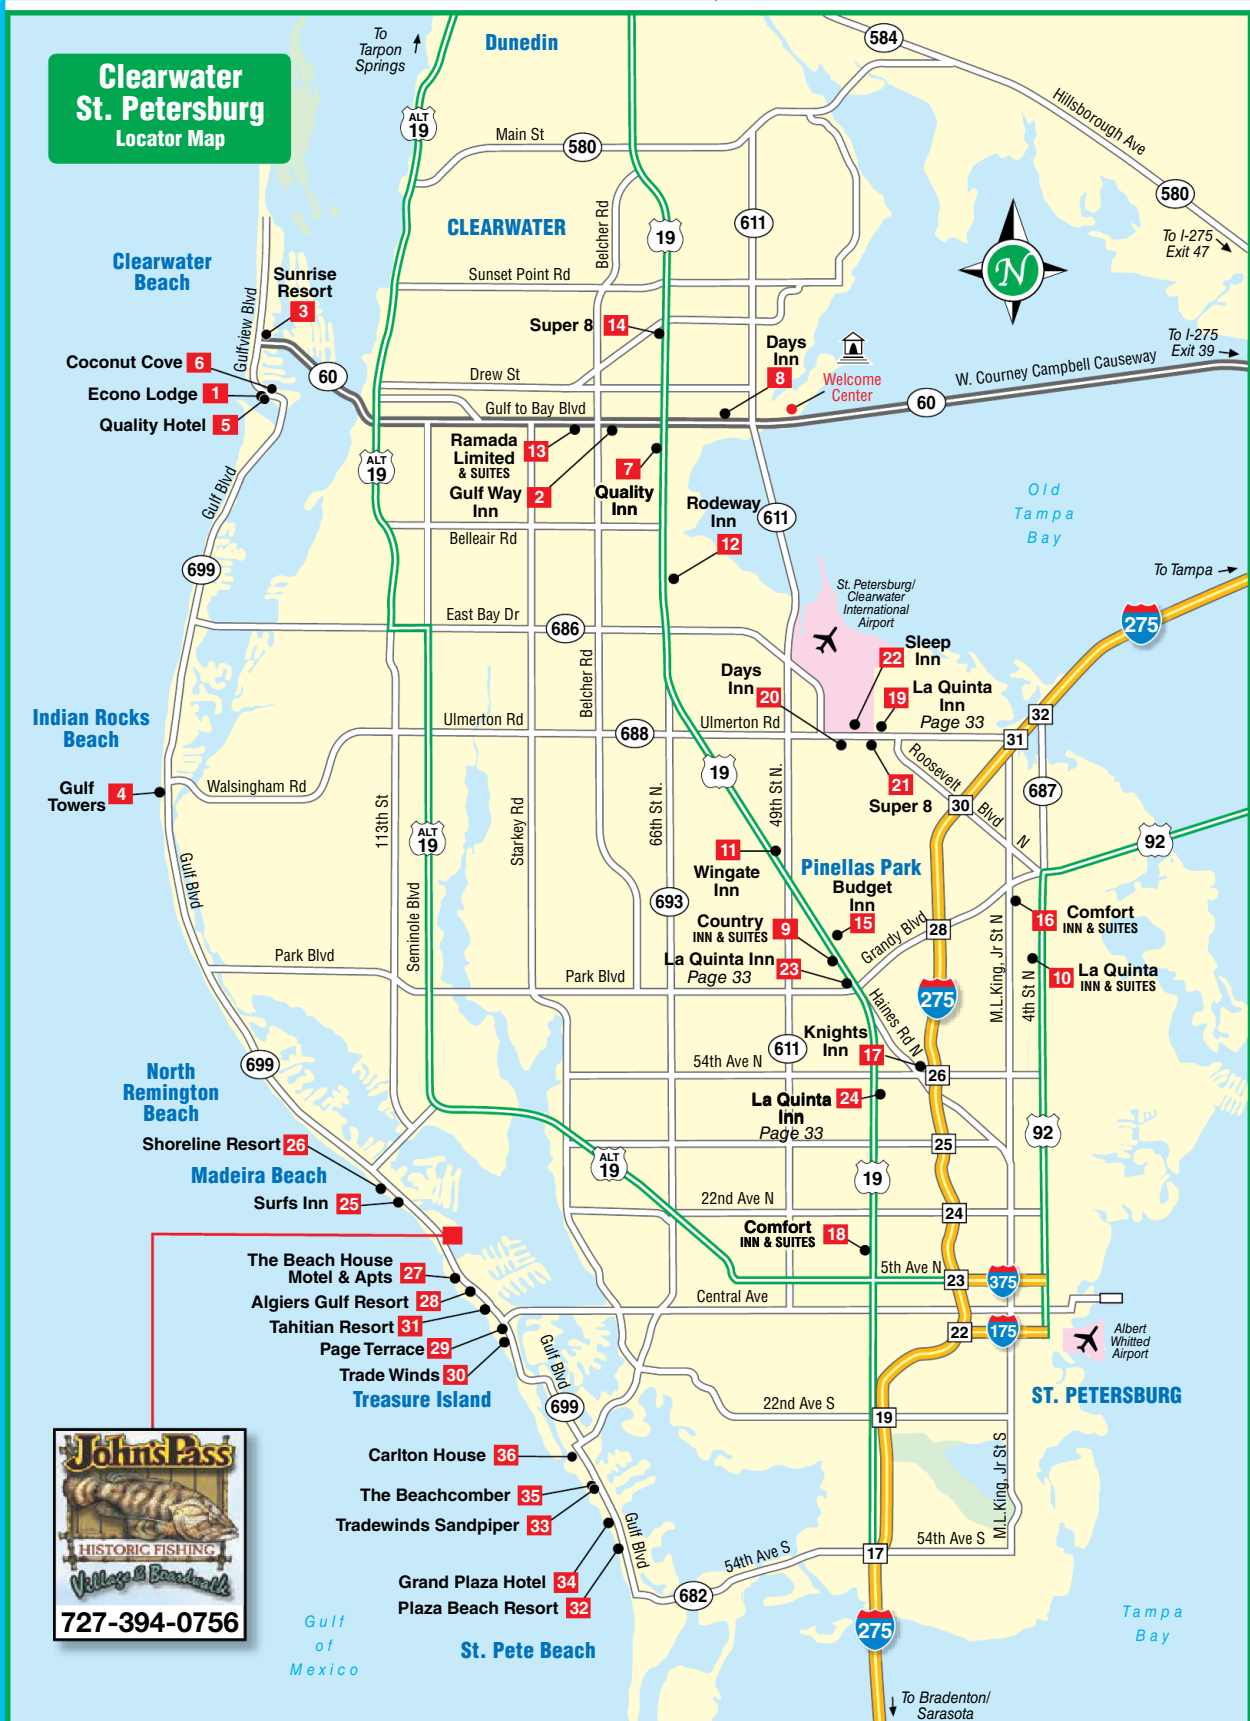 Clearwater
St. Petersburg
Locator Map
To
Tarpon
Springs
Dunedin
584
Hillsborough Ave
580
To I-275
Exit 47
ALT
19
Main St
580
CLEARWATER
Belcher Rd
19
611
N
Clearwater
Beach
Sunrise
Resort
3
Gulfview Blvd
Sunset Point Rd
Super 8 14
Days
Inn
8
Welcome
Center
To I-275
Exit 39
W. Courney Campbell Causeway
60
Coconut Cove 6
Econo Lodge 1
Quality Hotel 5
60
Drew St
Gulf to Bay Blvd
ALT
19
Ramada
Limited
& SUITES
13
Gulf Way
Inn
2
7
Quality
Inn
Rodeway
Inn
12
611
Old
Tampa
Bay
Gulf Blvd
Belleair Rd
699
To Tampa
St. Petersburg/
Clearwater
International
Airport
275
East Bay Dr
686
Belcher Rd
Days
Inn
20
22
Sleep
Inn
19
La Quinta
Inn
Page 33
32
31
Indian Rocks
Beach
Ulmerton Rd
688
Ulmerton Rd
19
49th St N.
21
Super 8
Roosevelt
Blvd
N
30
687
92
Gulf
Towers
4
Walsingham Rd
113th St
ALT
19
Starkey Rd
66th St N.
11
Wingate
Inn
Pinellas Park
Budget
Inn
15
Gulf Blvd
Seminole Blvd
693
Country
INN & SUITES
9
La Quinta Inn
Page 33
23
Grandy Blvd
28
M.L.King, Jr St N
16
Comfort
INN & SUITES
4th St N
10
La Quinta
INN & SUITES
Park Blvd
Park Blvd
Haines Rd N
275
699
North
Remington
Beach
611
Knights
Inn
17
54th Ave N
26
La Quinta
Inn
Page 33
24
Shoreline Resort 26
Madeira Beach
Surfs Inn 25
ALT
19
25
92
19
22nd Ave N
24
Comfort
INN & SUITES
18
The Beach House
Motel & Apts 27
Algiers Gulf Resort 28
Tahitian Resort 31
Page Terrace 29
Trade Winds 30
Treasure Island
5th Ave N
23
375
Central Ave
22
175
Albert
Whitted
Airport
ST. PETERSBURG
Gulf Blvd
699
22nd Ave S
19
M.L.King, Jr St S
John'sPass
HISTORIC FISHING
Village & Boardwalk
727-394-0756
Carlton House 36
The Beachcomber 35
Tradewinds Sandpiper 33
Gulf Blvd
Grand Plaza Hotel 34
Plaza Beach Resort 32
54th Ave S
17
54th Ave S
682
St. Pete Beach
275
Gulf
of
Mexico
Tampa
Bay
To Bradenton/
Sarasota